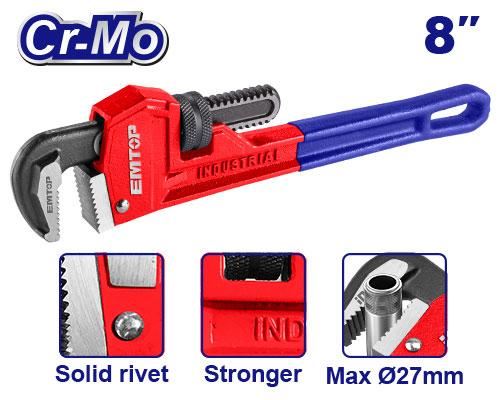 Cr-Mo
8″
EMTOP
EMTOP
INDUSTRIAL
IND
Solid rivet
Stronger
Max Ø27mm